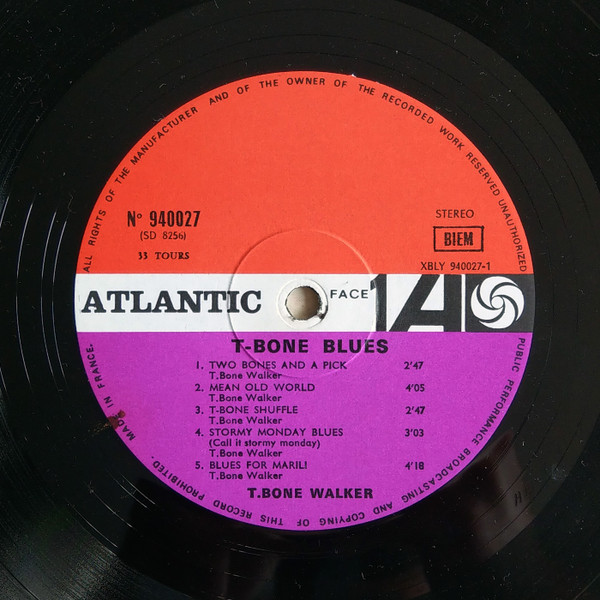 ALL RIGHTS OF THE MANUFACTURER AND OF THE OWNER OF THE RECORDED WORK RESERVED UNAUTHORIZED
PUBLIC PERFORMANCE BROADCASTING AND COPYING OF THIS RECORD PROHIBITED. MADE IN FRANCE.
Nº 940027
(SD 8256)
33 TOURS
STEREO
BIEM
XBLY 940027-1
ATLANTIC
FACE 1
A
T-BONE BLUES
1. TWO BONES AND A PICK 2'47
T.Bone Walker
2. MEAN OLD WORLD 4'05
T.Bone Walker
3. T-BONE SHUFFLE 2'47
T.Bone Walker
4. STORMY MONDAY BLUES 3'03
(Call it stormy monday)
T.Bone Walker
5. BLUES FOR MARILI 4'18
T.Bone Walker
T.BONE WALKER